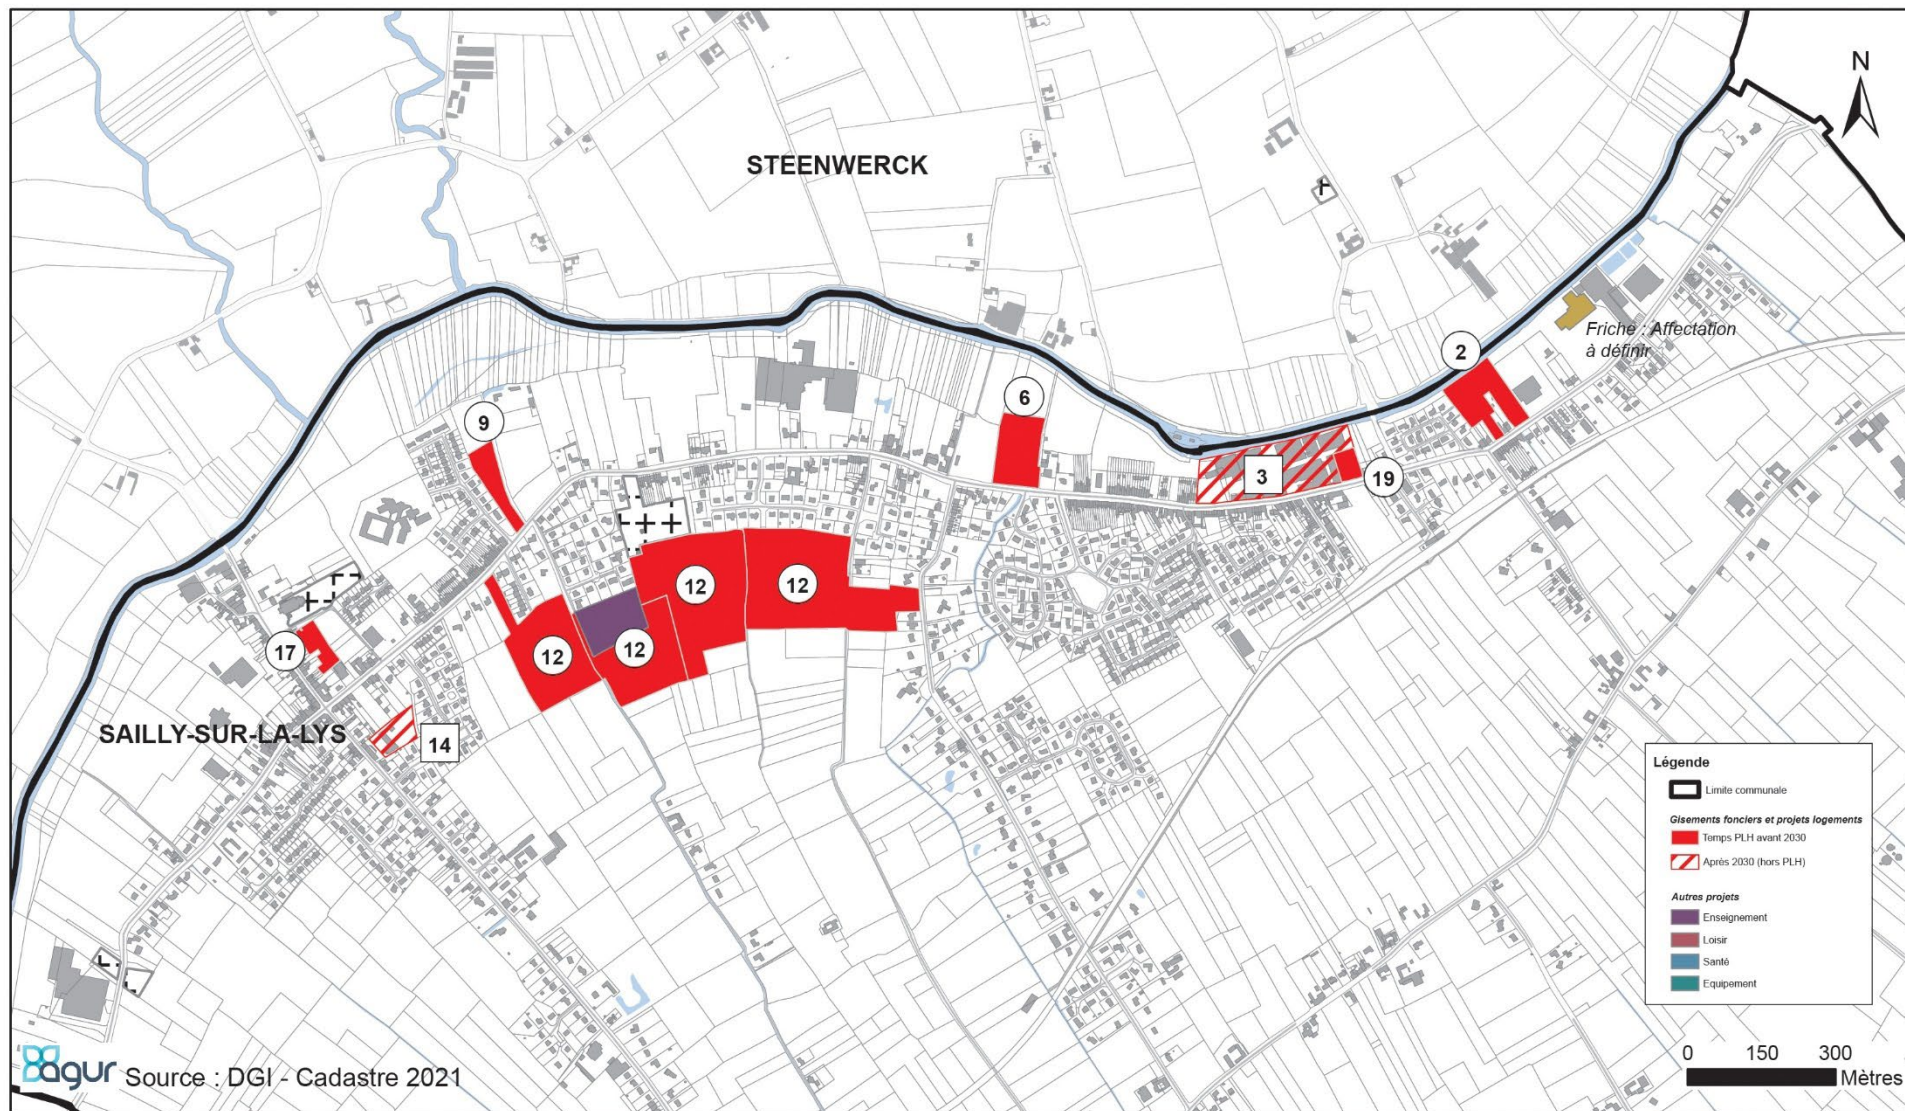 N
STEENWERCK
Friche : Affectation
à définir
2
6
9
3
19
12
12
12
12
17
14
SAILLY-SUR-LA-LYS
Légende
Limite communale
Gisements fonciers et projets logements
Temps PLH avant 2030
Après 2030 (hors PLH)
Autres projets
Enseignement
Loisir
Santé
Equipement
agur Source : DGI - Cadastre 2021
0 150 300
Mètres